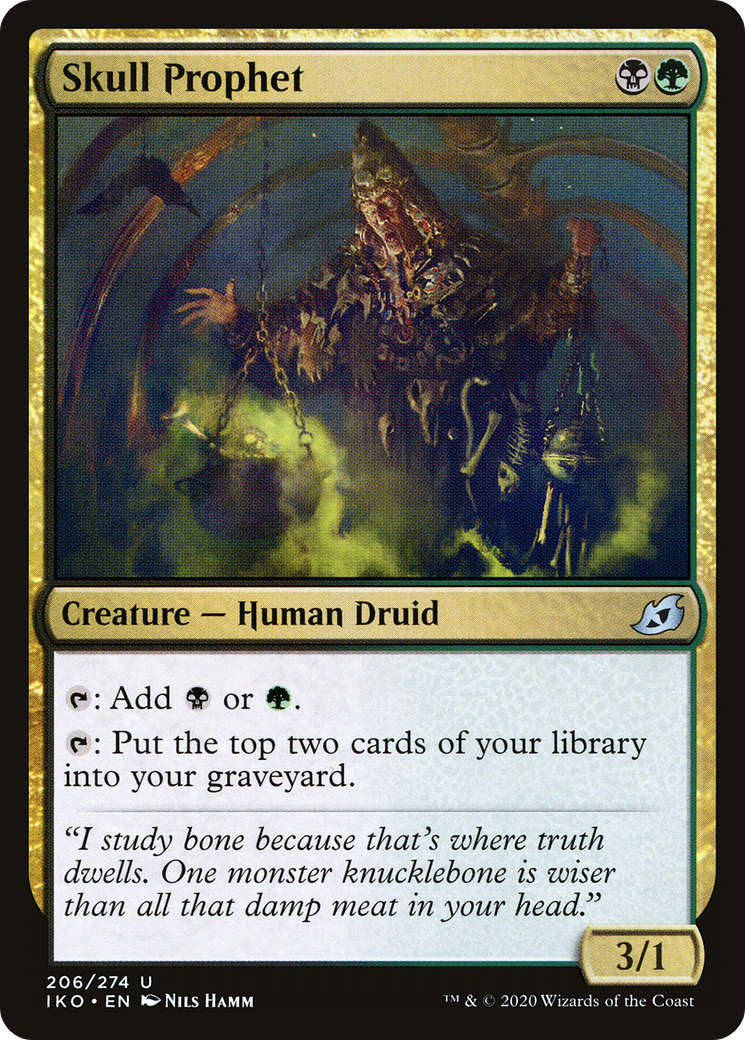 Skull Prophet
Creature — Human Druid
: Add or .
: Put the top two cards of your library
into your graveyard.
“I study bone because that’s where truth
dwells. One monster knucklebone is wiser
than all that damp meat in your head.”
3/1
206/274 U
IKO • EN Nils Hamm
™ & © 2020 Wizards of the Coast